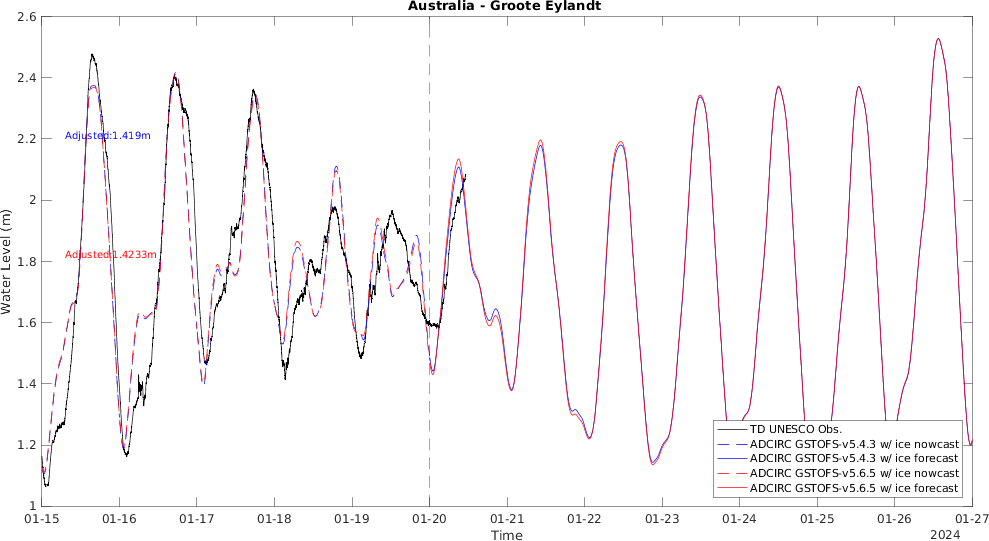 Australia - Groote Eylandt
2.6
2.4
2.2
2
1.8
1.6
1.4
1.2
1
Water Level (m)
Adjusted:1.419m
Adjusted:1.4233m
TD UNESCO Obs.
ADCIRC GSTOFS-v5.4.3 w/ ice nowcast
ADCIRC GSTOFS-v5.4.3 w/ ice forecast
ADCIRC GSTOFS-v5.6.5 w/ ice nowcast
ADCIRC GSTOFS-v5.6.5 w/ ice forecast
01-15 01-16 01-17 01-18 01-19 01-20 01-21 01-22 01-23 01-24 01-25 01-26 01-27
Time
2024